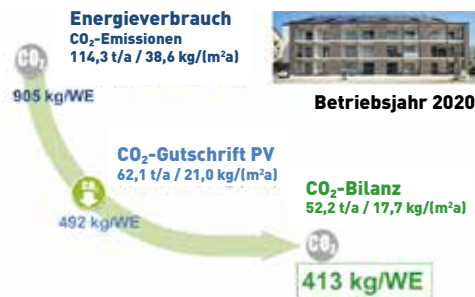 Energieverbrauch
CO₂-Emissionen
114,3 t/a / 38,6 kg/(m²a)
CO₂
905 kg/WE
Betriebsjahr 2020
CO₂-Gutschrift PV
62,1 t/a / 21,0 kg/(m²a)
492 kg/WE
CO₂-Bilanz
52,2 t/a / 17,7 kg/(m²a)
CO₂
413 kg/WE